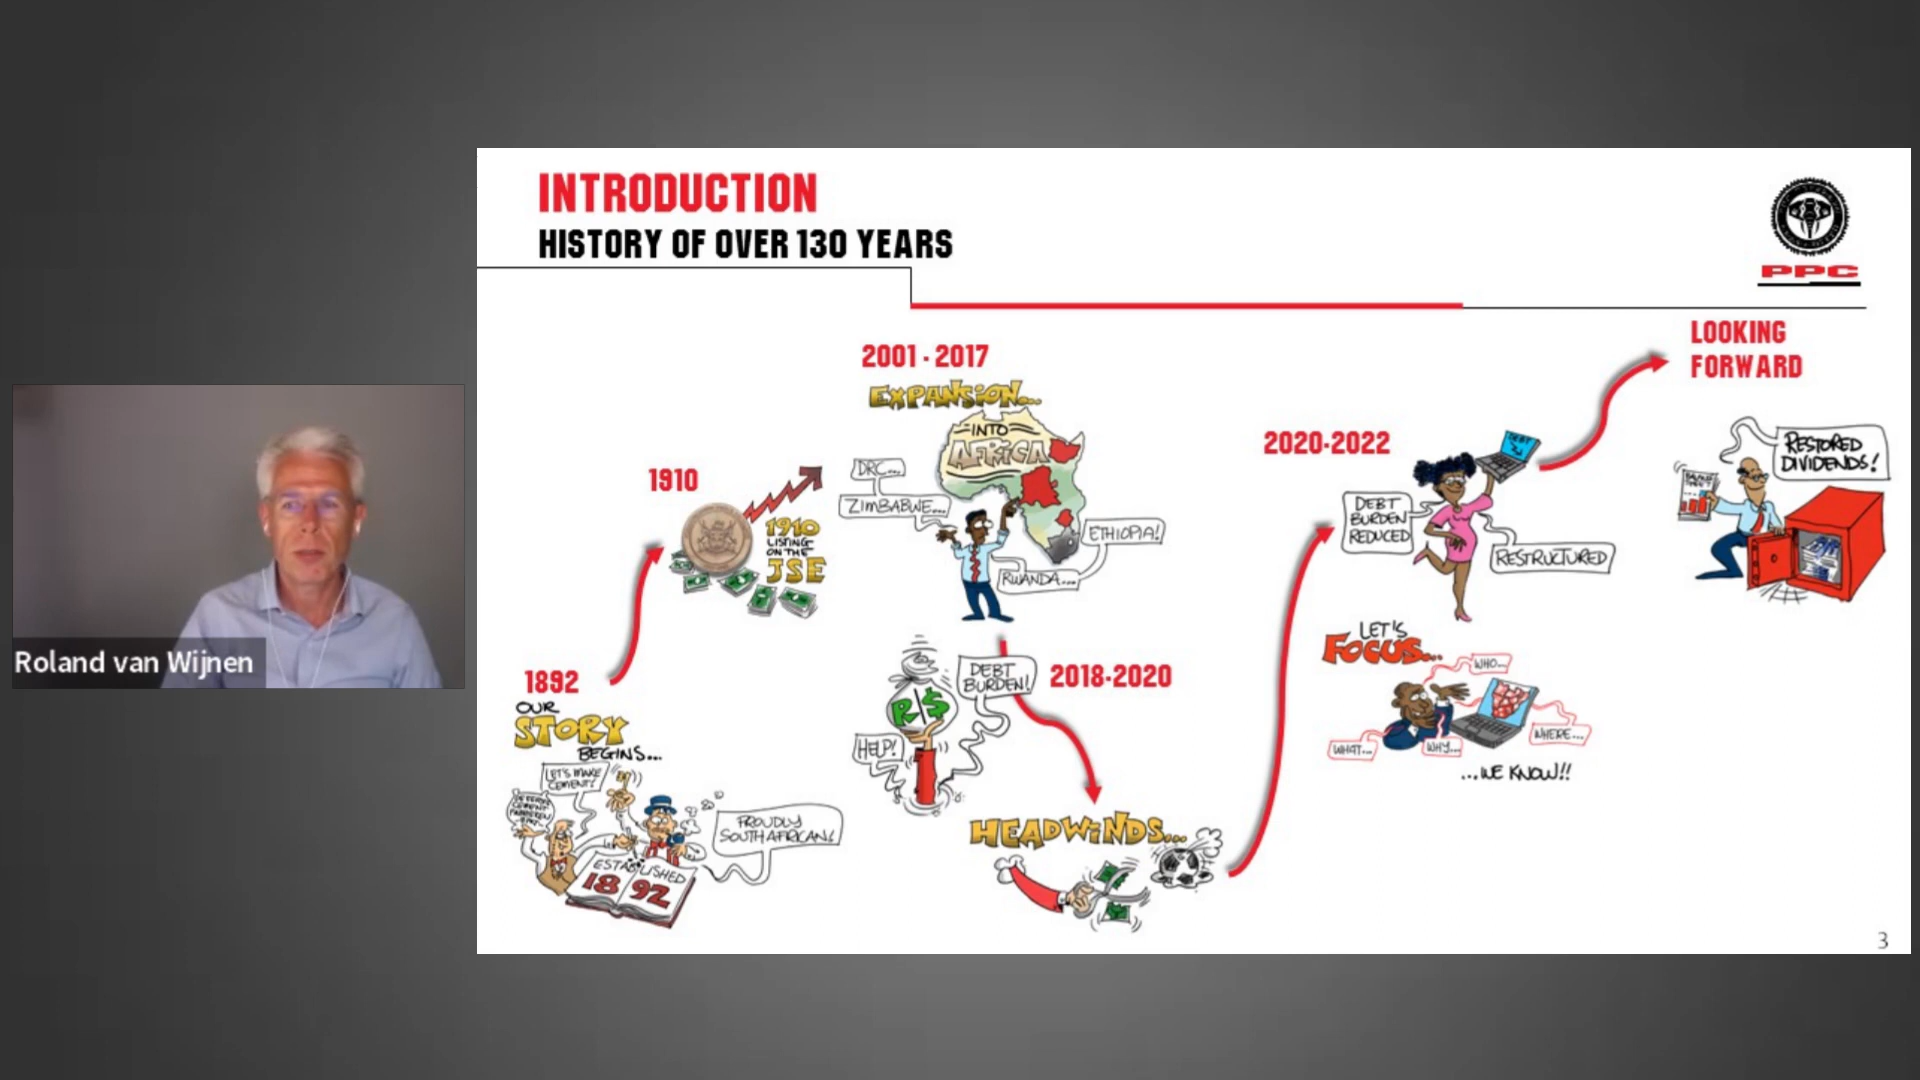 INTRODUCTION
HISTORY OF OVER 130 YEARS
PPC
Roland van Wijnen
1892
OUR
STORY
BEGINS...
LET'S MAKE
CEMENT!
ESTABLISHED
1892
PROUDLY
SOUTH AFRICAN!
1910
1910
LISTING
ON THE
JSE
2001 - 2017
EXPANSION...
INTO
AFRICA
DRC...
ZIMBABWE...
RWANDA...
ETHIOPIA!
2018-2020
DEBT
BURDEN!
R/$
HELP!
HEADWINDS...
2020-2022
DEBT
DEBT
BURDEN
REDUCED
RESTRUCTURED
LET'S
FOCUS...
WHO...
WHAT...
WHY...
WHERE...
...WE KNOW!!
LOOKING
FORWARD
RESTORED
DIVIDENDS!
3